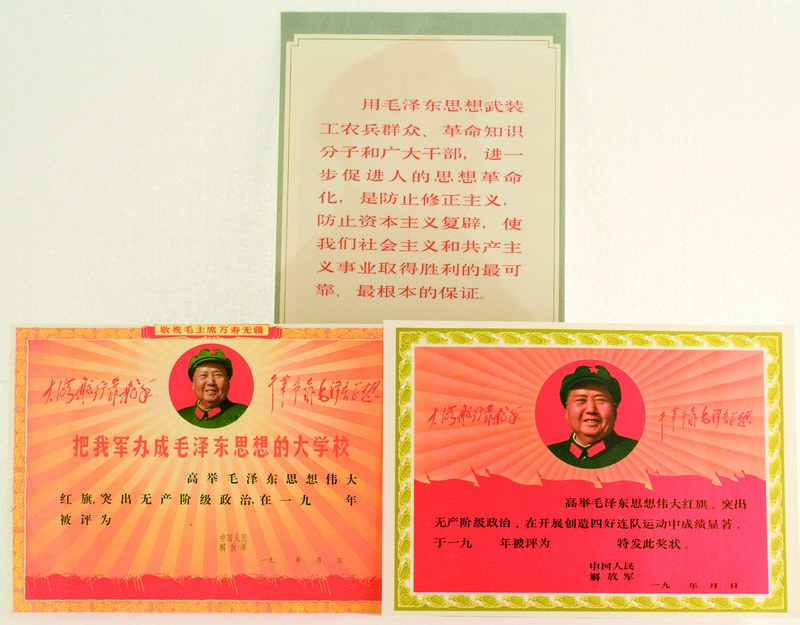 用毛泽东思想武装
工农兵群众、革命知识
分子和广大干部，进一
步促进人的思想革命
化，是防止修正主义，
防止资本主义复辟，使
我们社会主义和共产主
义事业取得胜利的最可
靠、最根本的保证。
敬祝毛主席万寿无疆
大海航行靠舵手
干革命靠毛泽东思想
把我军办成毛泽东思想的大学校
高举毛泽东思想伟大
红旗，突出无产阶级政治，在一九 年
被评为 。
中国人民
解放军
一九 年 月 日
大海航行靠舵手
干革命靠毛泽东思想
高举毛泽东思想伟大红旗，突出
无产阶级政治，在开展创造四好连队运动中成绩显著，
于一九 年被评为 特发此奖状。
中国人民
解放军
一九 年 月 日